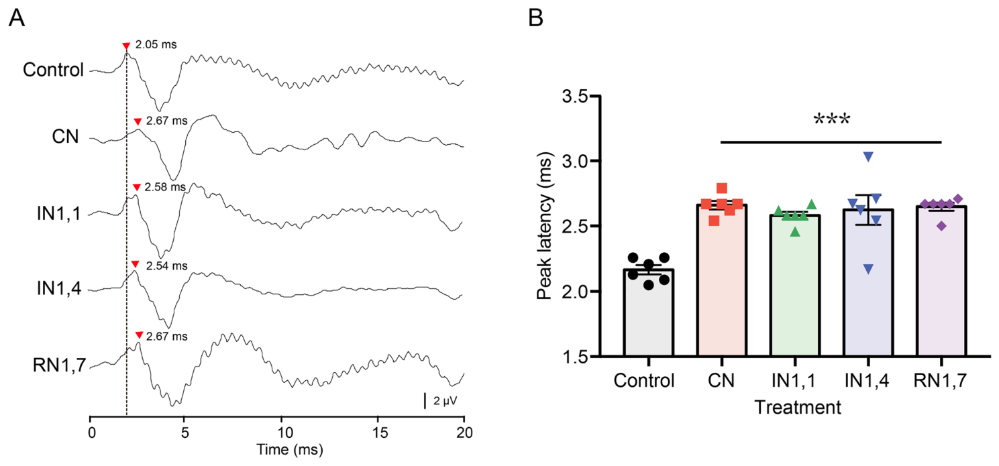 A
Control
2.05 ms
CN
2.67 ms
IN1,1
2.58 ms
IN1,4
2.54 ms
RN1,7
2.67 ms
2 µV
0 5 10 15 20
Time (ms)
B
Peak latency (ms)
3.5
3.0
2.5
2.0
1.5
***
Control CN IN1,1 IN1,4 RN1,7
Treatment